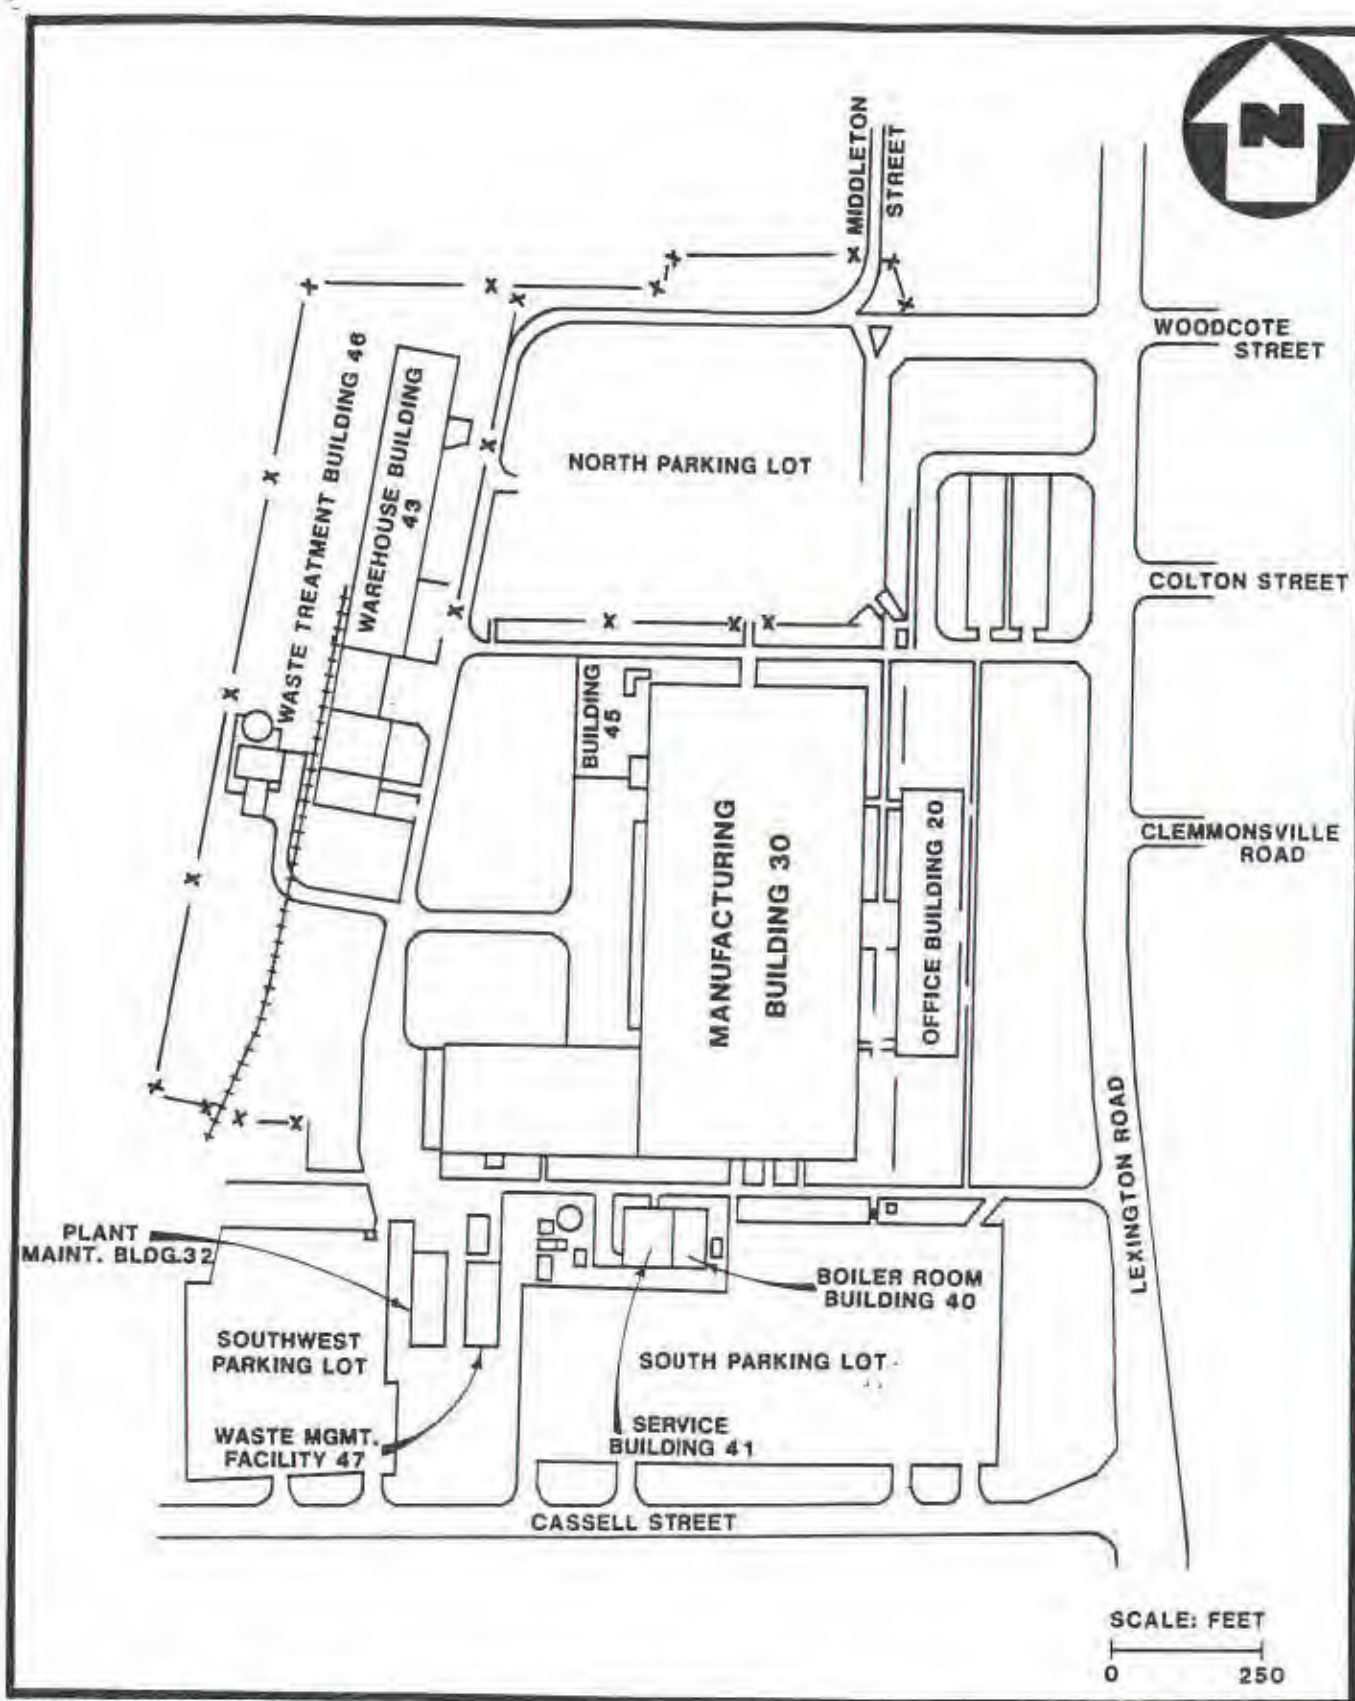 N
MIDDLETON
STREET
WOODCOTE
STREET
WASTE TREATMENT BUILDING 46
WAREHOUSE BUILDING
43
NORTH PARKING LOT
COLTON STREET
BUILDING
45
MANUFACTURING
BUILDING 30
OFFICE BUILDING 20
CLEMMONSVILLE
ROAD
LEXINGTON ROAD
PLANT
MAINT. BLDG.32
BOILER ROOM
BUILDING 40
SOUTHWEST
PARKING LOT
SOUTH PARKING LOT
WASTE MGMT.
FACILITY 47
SERVICE
BUILDING 41
CASSELL STREET
SCALE: FEET
0 250